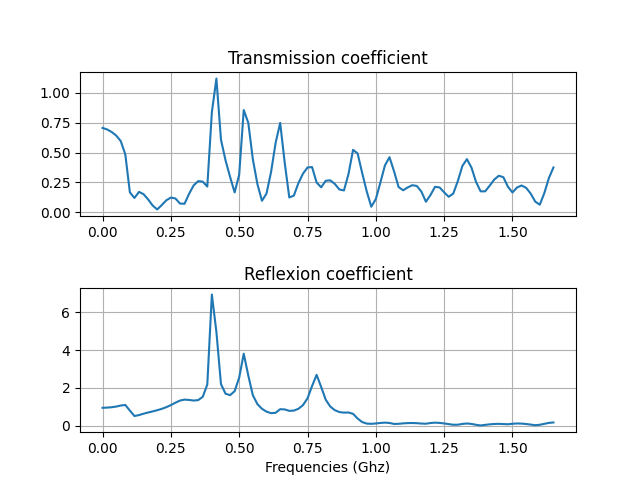 Transmission coefficient
1.00
0.75
0.50
0.25
0.00
0.00 0.25 0.50 0.75 1.00 1.25 1.50
Reflexion coefficient
6
4
2
0
0.00 0.25 0.50 0.75 1.00 1.25 1.50
Frequencies (Ghz)